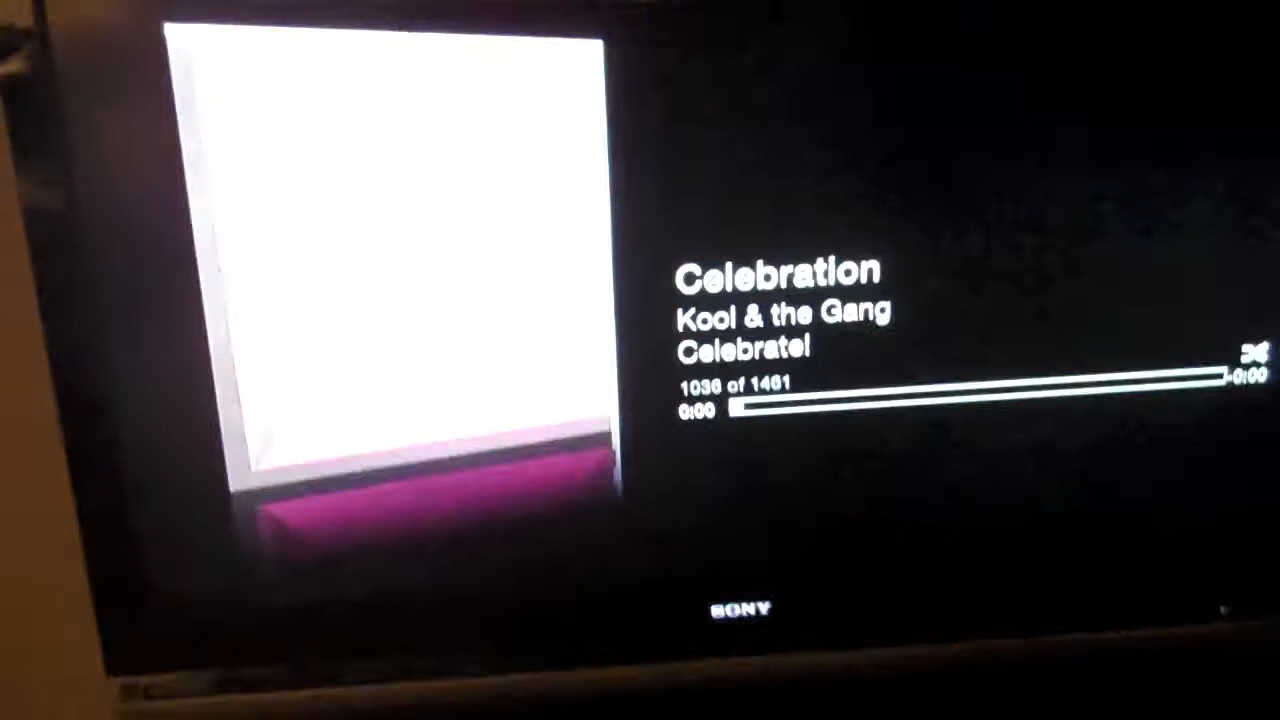 Celebration
Kool & the Gang
Celebrate!
1036 of 1461
0:00
-0:00
SONY